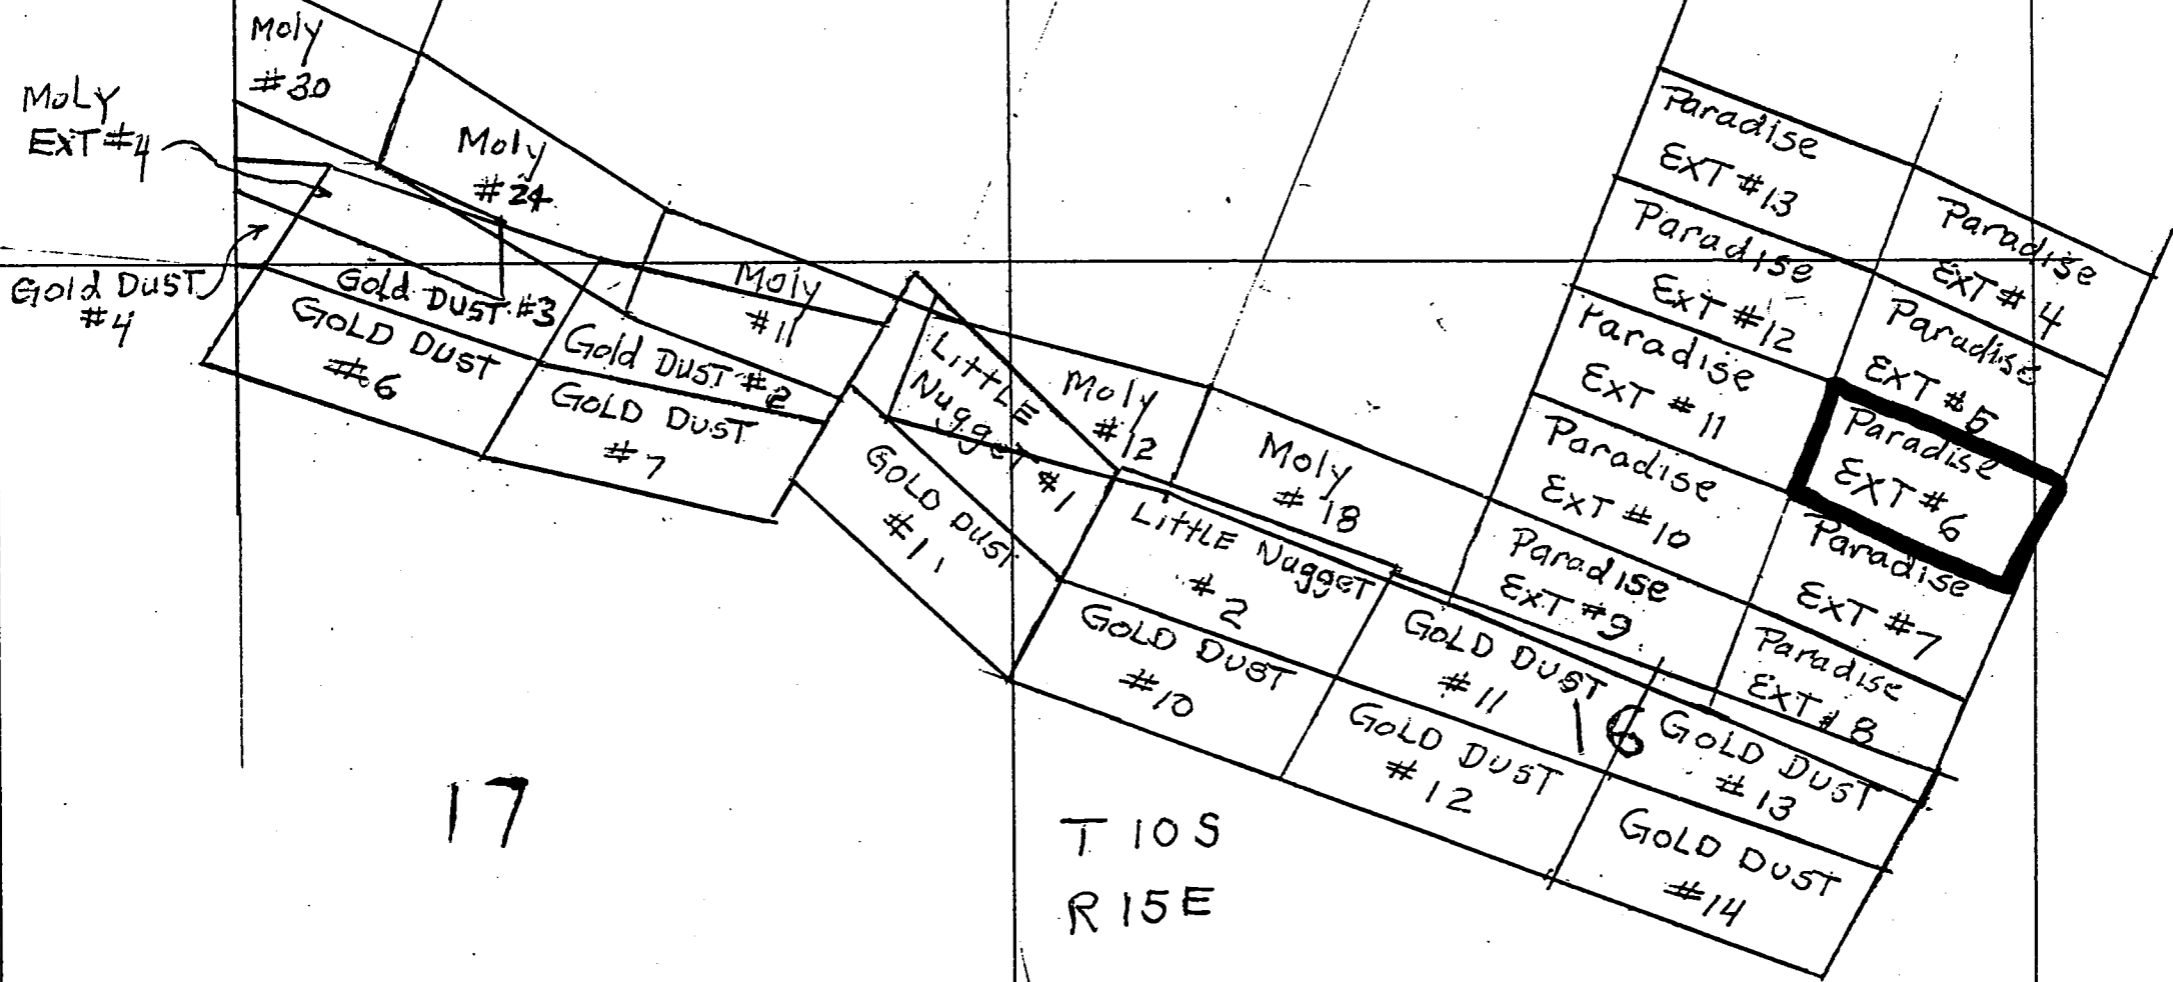 Moly
#30
MoLY
EXT #4
Moly
#24
Gold DUST
#4
Gold DUST #3
GOLD DUST
#6
Moly
#11
Gold DUST #2
GOLD DUST
#7
LITTLE
Nugget #1
GOLD DUST
#11
Moly
#12
Moly
#18
LITTLE NuggeT
#2
GOLD DUST
#10
GOLD DUST
#11
GOLD DUST
#12
16
GOLD DUST
#13
GOLD DUST
#14
Paradise
EXT #13
Paradise
EXT #12
Paradise
EXT #11
Paradise
EXT #10
Paradise
EXT #9
Paradise
EXT #4
Paradise
EXT #5
Paradise
EXT #6
Paradise
EXT #7
Paradise
EXT #8
17
T 10 S
R 15 E